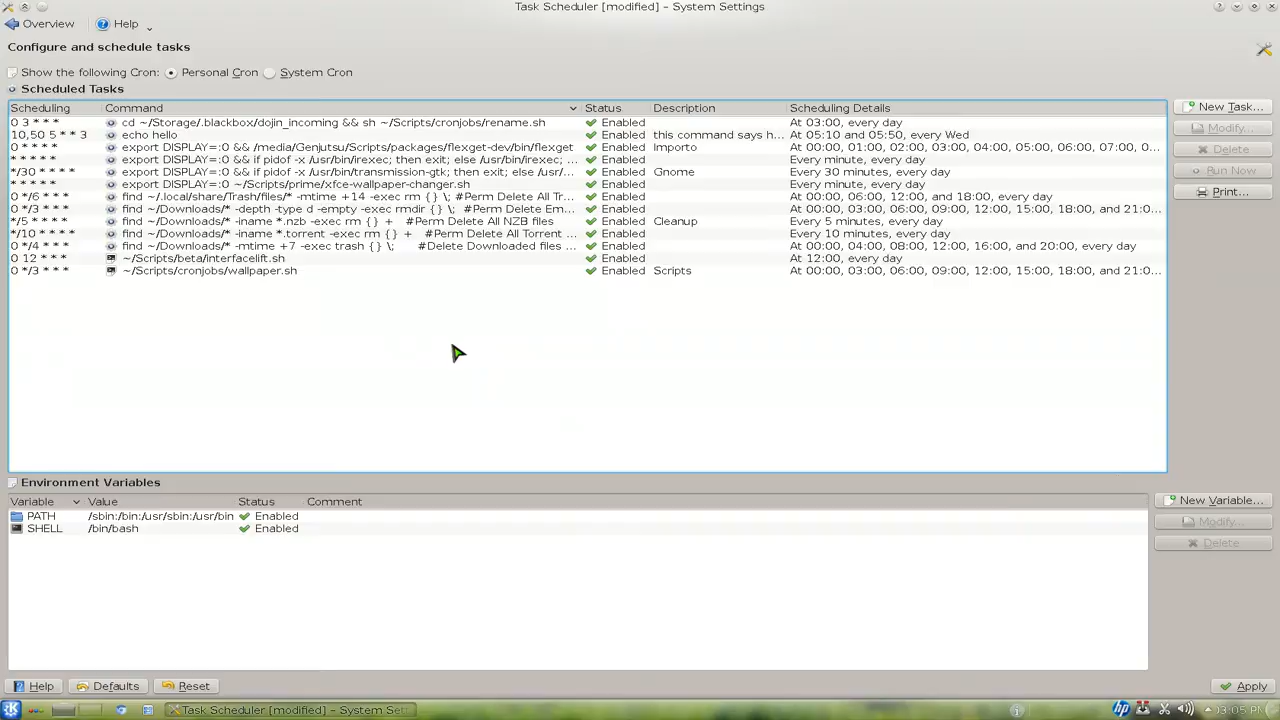 Task Scheduler [modified] – System Settings
Overview Help
Configure and schedule tasks
Show the following Cron: Personal Cron System Cron
Scheduled Tasks
Scheduling Command Status Description Scheduling Details
0 3 * * * cd ~/Storage/.blackbox/dojin_incoming && sh ~/Scripts/cronjobs/rename.sh Enabled At 03:00, every day
10,50 5 * * 3 echo hello Enabled this command says h... At 05:10 and 05:50, every Wed
0 * * * * export DISPLAY=:0 && /media/Genjutsu/Scripts/packages/flexget-dev/bin/flexget Enabled Importo At 00:00, 01:00, 02:00, 03:00, 04:00, 05:00, 06:00, 07:00, 0...
* * * * * export DISPLAY=:0 && if pidof -x /usr/bin/irexec; then exit; else /usr/bin/irexec; ... Enabled Every minute, every day
*/30 * * * * export DISPLAY=:0 && if pidof -x /usr/bin/transmission-gtk; then exit; else /usr/... Enabled Gnome Every 30 minutes, every day
* * * * * export DISPLAY=:0 ~/Scripts/prime/xfce-wallpaper-changer.sh Enabled Every minute, every day
0 */6 * * * find ~/.local/share/Trash/files/* -mtime +14 -exec rm {} \; #Perm Delete All Tr... Enabled At 00:00, 06:00, 12:00, and 18:00, every day
0 */3 * * * find ~/Downloads/* -depth -type d -empty -exec rmdir {} \; #Perm Delete Em... Enabled At 00:00, 03:00, 06:00, 09:00, 12:00, 15:00, 18:00, and 21:0...
*/5 * * * * find ~/Downloads/* -iname *.nzb -exec rm {} + #Perm Delete All NZB files Enabled Cleanup Every 5 minutes, every day
*/10 * * * * find ~/Downloads/* -iname *.torrent -exec rm {} + #Perm Delete All Torrent ... Enabled Every 10 minutes, every day
0 */4 * * * find ~/Downloads/* -mtime +7 -exec trash {} \; #Delete Downloaded files ... Enabled At 00:00, 04:00, 08:00, 12:00, 16:00, and 20:00, every day
0 12 * * * ~/Scripts/beta/interfacelift.sh Enabled At 12:00, every day
0 */3 * * * ~/Scripts/cronjobs/wallpaper.sh Enabled Scripts At 00:00, 03:00, 06:00, 09:00, 12:00, 15:00, 18:00, and 21:0...
New Task...
Modify...
Delete
Run Now
Print...
Environment Variables
Variable Value Status Comment
PATH /sbin:/bin:/usr/sbin:/usr/bin Enabled
SHELL /bin/bash Enabled
New Variable...
Modify...
Delete
Help Defaults Reset Apply
Task Scheduler [modified] – System Set hp 03:05 PM